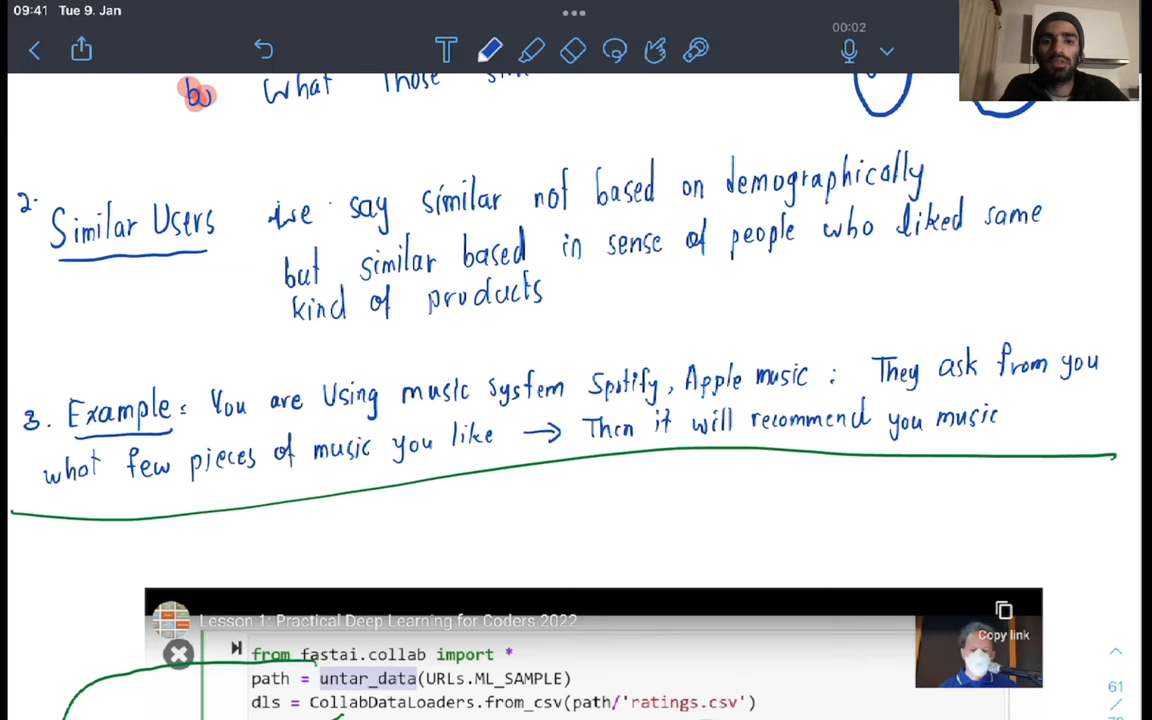 09:41 Tue 9. Jan
00:02
b) What Those
2. Similar Users
we say similar not based on demographically
but similar based in sense of people who liked same
kind of products
3. Example: You are Using music system Spotify, Apple music : They ask from you
what few pieces of music you like → Then it will recommend you music
Lesson 1: Practical Deep Learning for Coders 2022
Copy link
from fastai.collab import *
path = untar_data(URLs.ML_SAMPLE)
dls = CollabDataLoaders.from_csv(path/'ratings.csv')
61
/